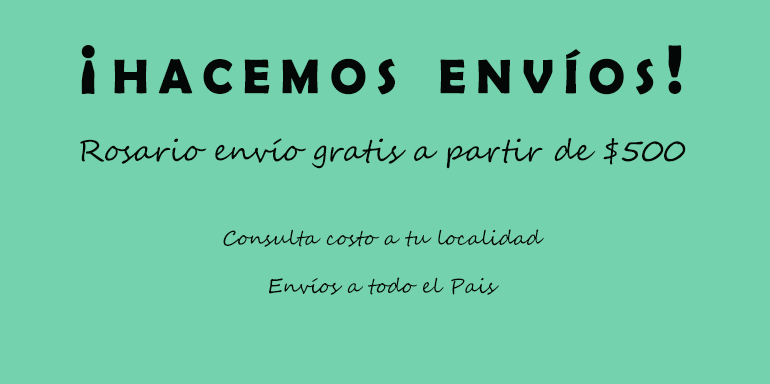 ¡HACEMOS ENVÍOS!
Rosario envío gratis a partir de $500
Consulta costo a tu localidad
Envíos a todo el Pais